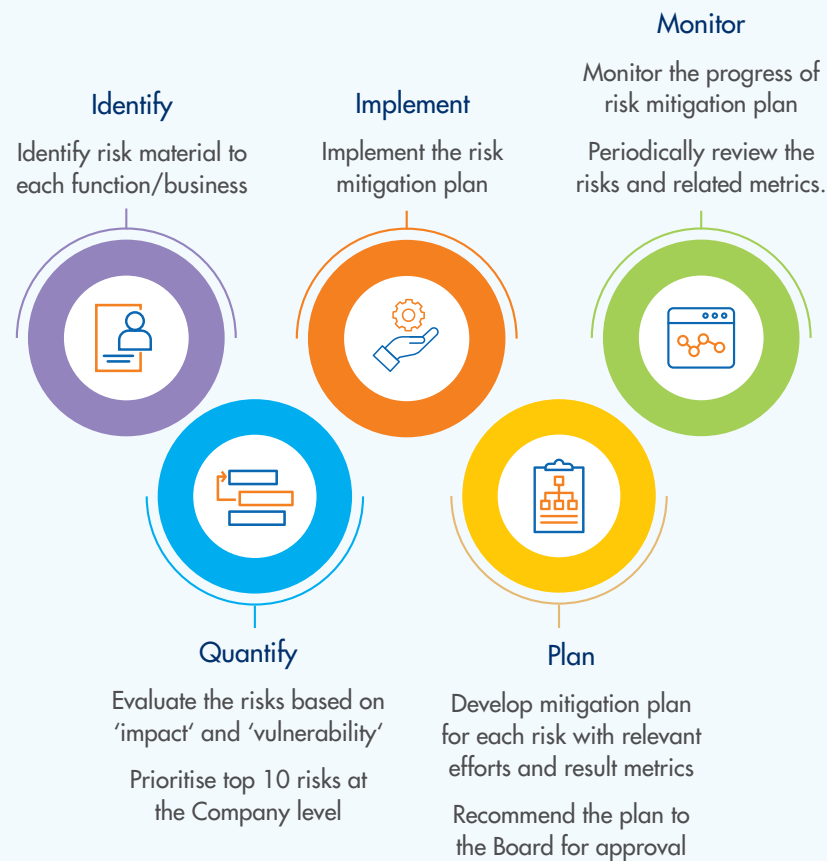 Identify
Identify risk material to
each function/business
Implement
Implement the risk
mitigation plan
Monitor
Monitor the progress of
risk mitigation plan
Periodically review the
risks and related metrics.
Quantify
Evaluate the risks based on
‘impact‘ and ‘vulnerability‘
Prioritise top 10 risks at
the Company level
Plan
Develop mitigation plan
for each risk with relevant
efforts and result metrics
Recommend the plan to
the Board for approval